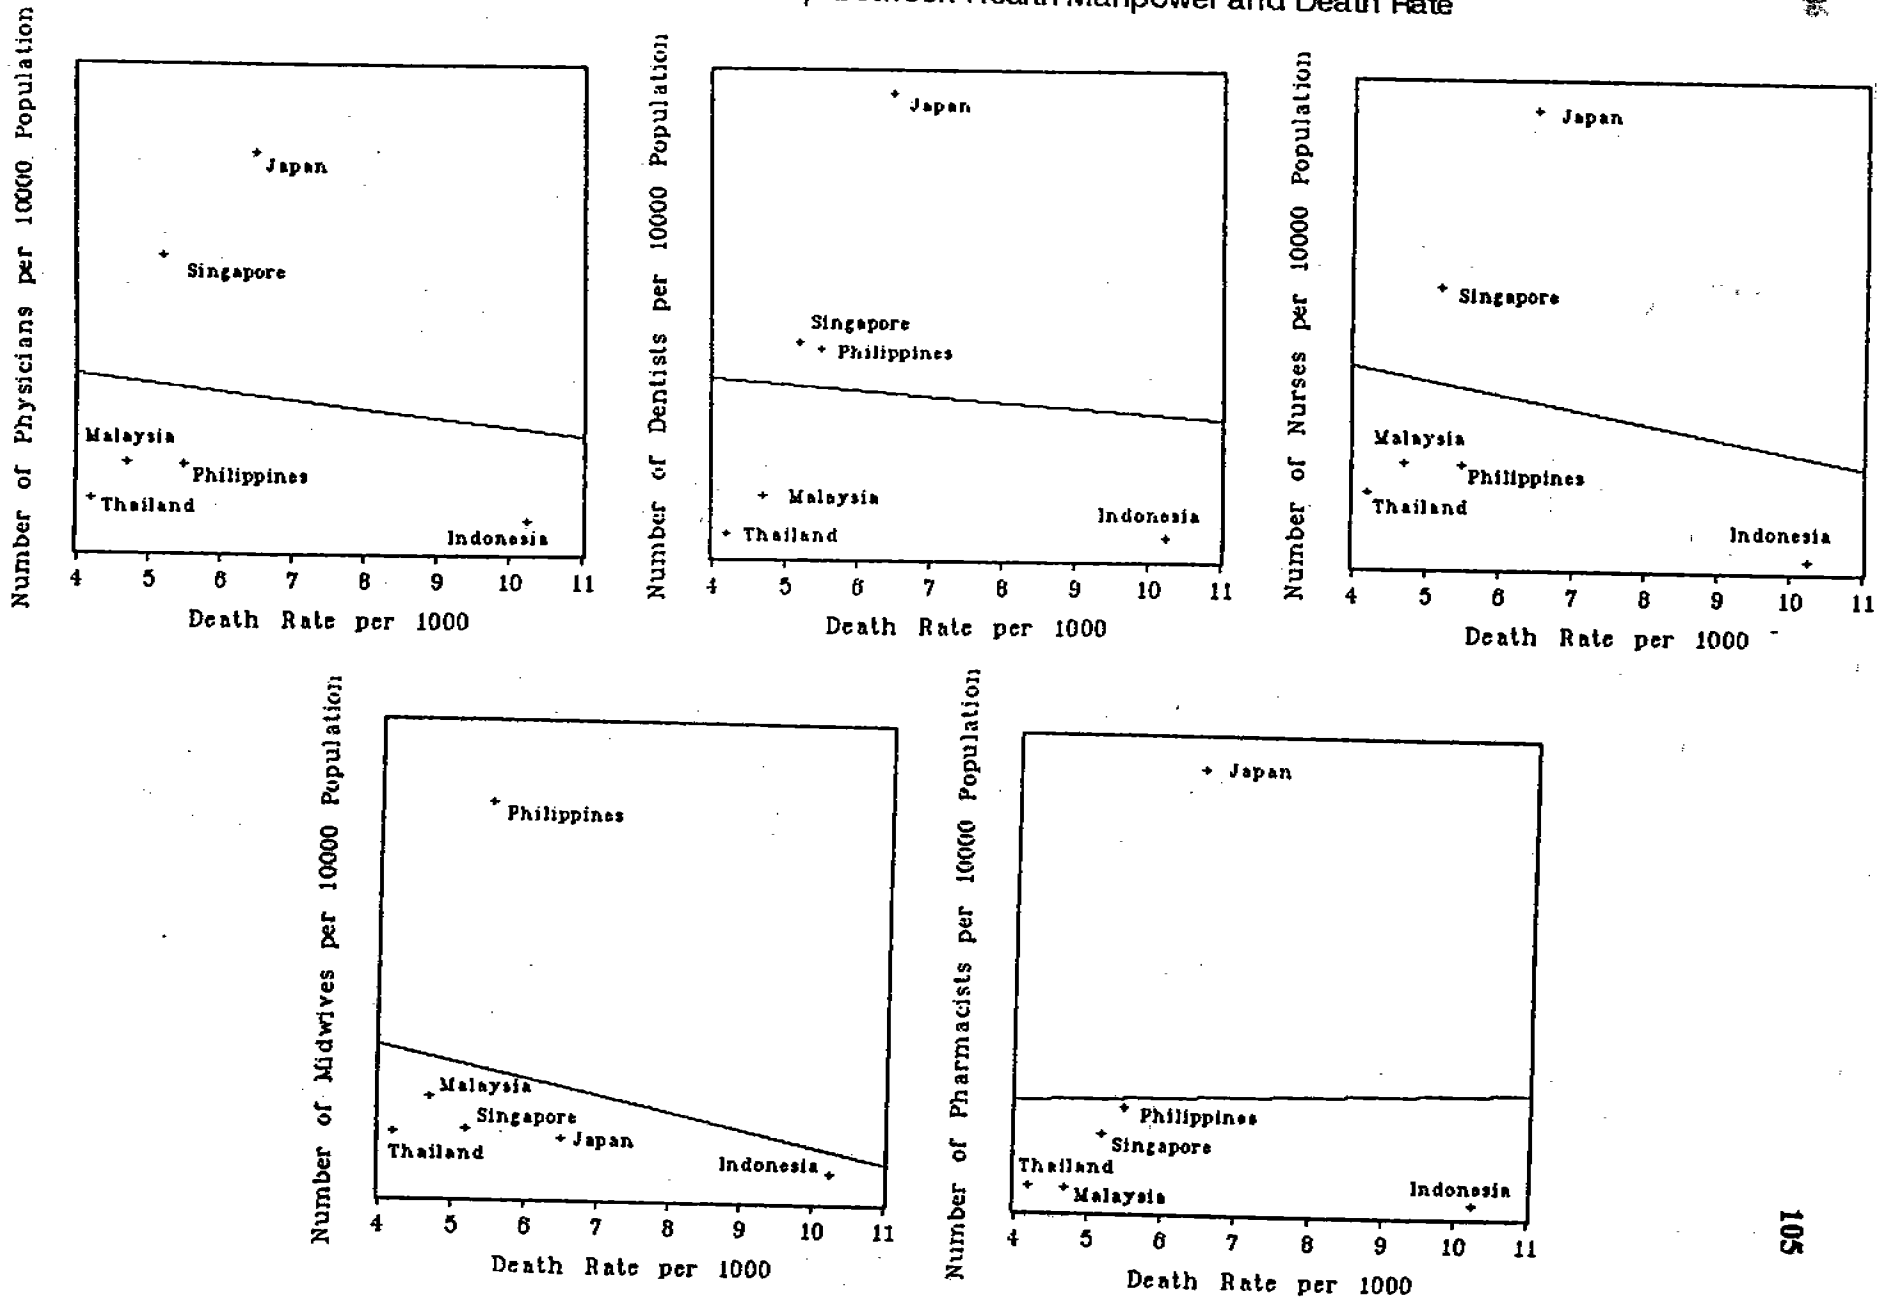 Between Health Manpower and Death Rate
Number of Physicians per 10000 Population
Japan
Singapore
Malaysia
Philippines
Thailand
Indonesia
4 5 6 7 8 9 10 11
Death Rate per 1000
Number of Dentists per 10000 Population
Japan
Singapore
Philippines
Malaysia
Indonesia
Thailand
4 5 6 7 8 9 10 11
Death Rate per 1000
Number of Nurses per 10000 Population
Japan
Singapore
Malaysia
Philippines
Thailand
Indonesia
4 5 6 7 8 9 10 11
Death Rate per 1000
Number of Midwives per 10000 Population
Philippines
Malaysia
Singapore
Japan
Thailand
Indonesia
4 5 6 7 8 9 10 11
Death Rate per 1000
Number of Pharmacists per 10000 Population
Japan
Philippines
Singapore
Thailand
Malaysia
Indonesia
4 5 6 7 8 9 10 11
Death Rate per 1000
105